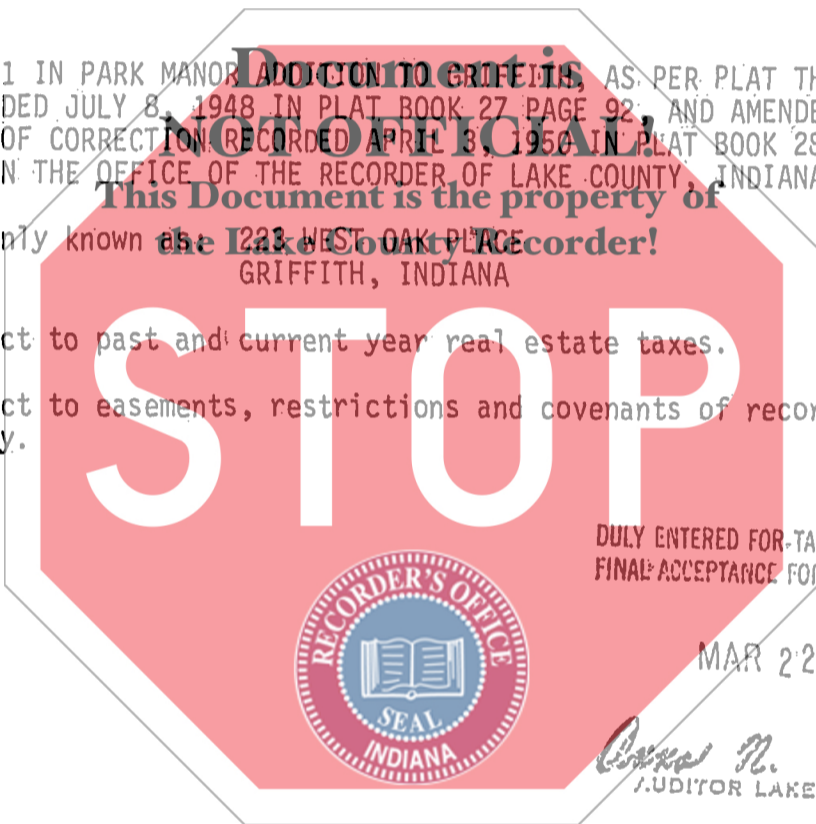 Document is
1 IN PARK MANOR ADDITION TO GRIFFITH, AS PER PLAT TH
DED JULY 8, 1948 IN PLAT BOOK 27 PAGE 92, AND AMENDE
NOT OFFICIAL!
OF CORRECTION RECORDED APRIL 3, 1950 IN PLAT BOOK 28
N THE OFFICE OF THE RECORDER OF LAKE COUNTY, INDIANA
This Document is the property of
the Lake County Recorder!
nly known as: 223 WEST OAK PLACE
GRIFFITH, INDIANA
STOP
ct to past and current year real estate taxes.
ct to easements, restrictions and covenants of recor
y.
DULY ENTERED FOR TA
FINAL ACCEPTANCE FOR
RECORDER'S OFFICE
SEAL
INDIANA
MAR 22
Anna N.
AUDITOR LAKE